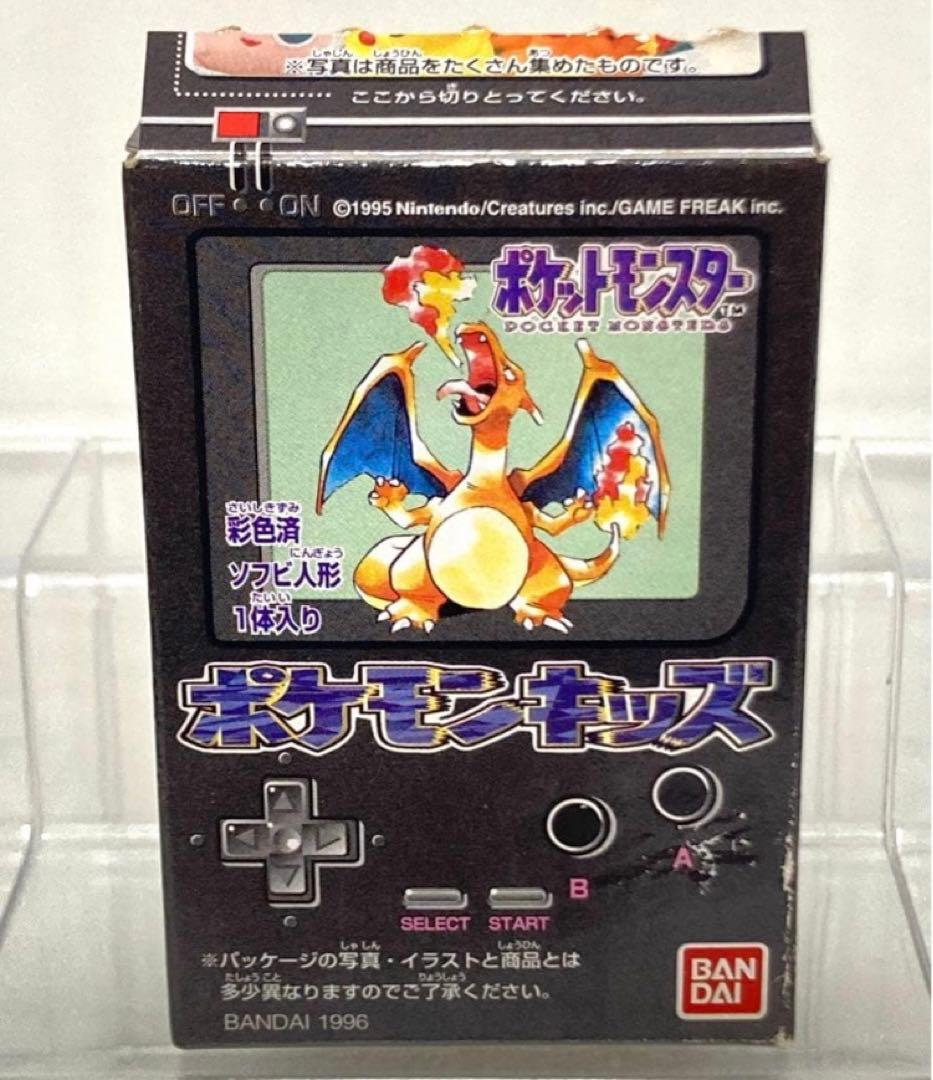 ※写真は商品をたくさん集めたものです。
ここから切りとってください。
OFF ON ©1995 Nintendo/Creatures inc./GAME FREAK inc.
ポケットモンスター
POCKET MONSTERS
TM
彩色済
ソフビ人形
1体入り
ポケモンキッズ
B A
SELECT START
※パッケージの写真・イラストと商品とは
多少異なりますのでご了承ください。
BANDAI 1996
BAN
DAI